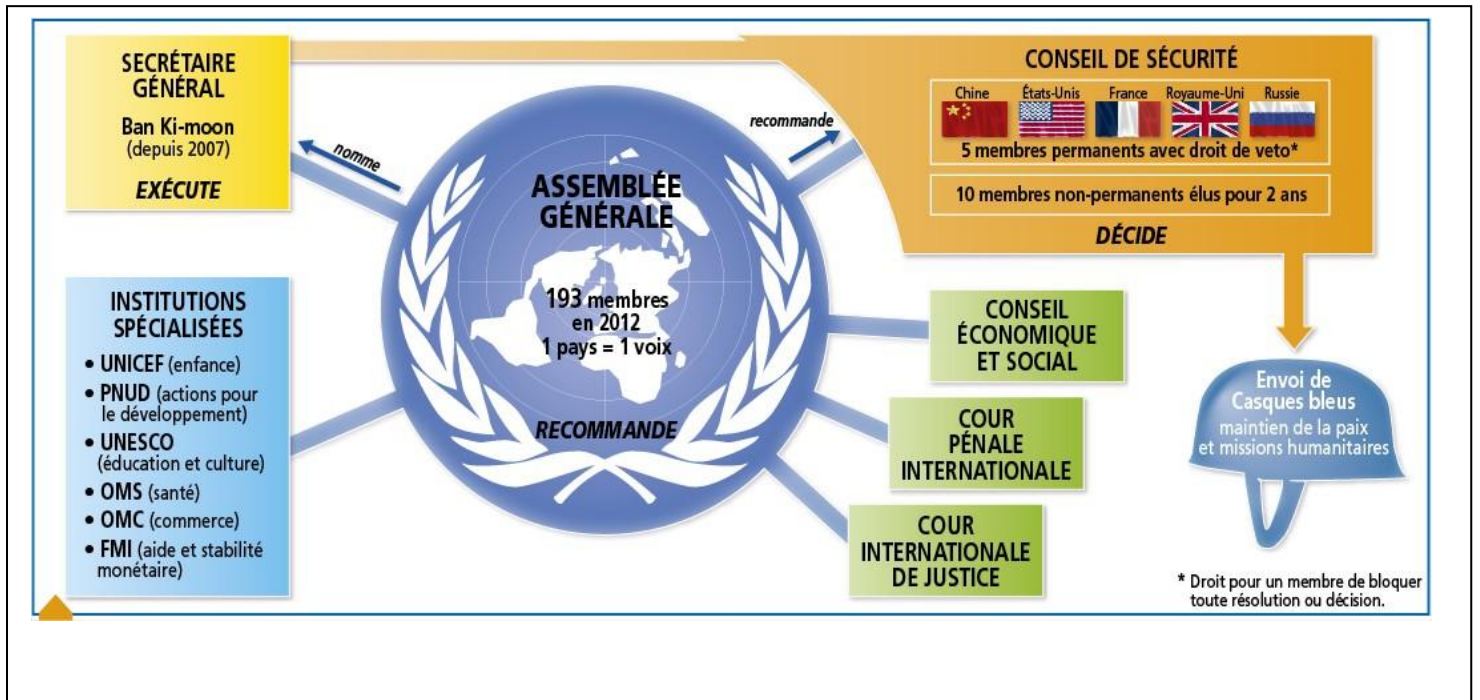 SECRÉTAIRE
GÉNÉRAL
Ban Ki-moon
(depuis 2007)
EXÉCUTE
nomme
recommande
CONSEIL DE SÉCURITÉ
Chine États-Unis France Royaume-Uni Russie
5 membres permanents avec droit de veto*
10 membres non-permanents élus pour 2 ans
DÉCIDE
ASSEMBLÉE
GÉNÉRALE
193 membres
en 2012
1 pays = 1 voix
RECOMMANDE
INSTITUTIONS
SPÉCIALISÉES
• UNICEF (enfance)
• PNUD (actions pour
le développement)
• UNESCO
(éducation et culture)
• OMS (santé)
• OMC (commerce)
• FMI (aide et stabilité
monétaire)
CONSEIL
ÉCONOMIQUE
ET SOCIAL
COUR
PÉNALE
INTERNATIONALE
COUR
INTERNATIONALE
DE JUSTICE
Envoi de
Casques bleus
maintien de la paix
et missions humanitaires
* Droit pour un membre de bloquer
toute résolution ou décision.